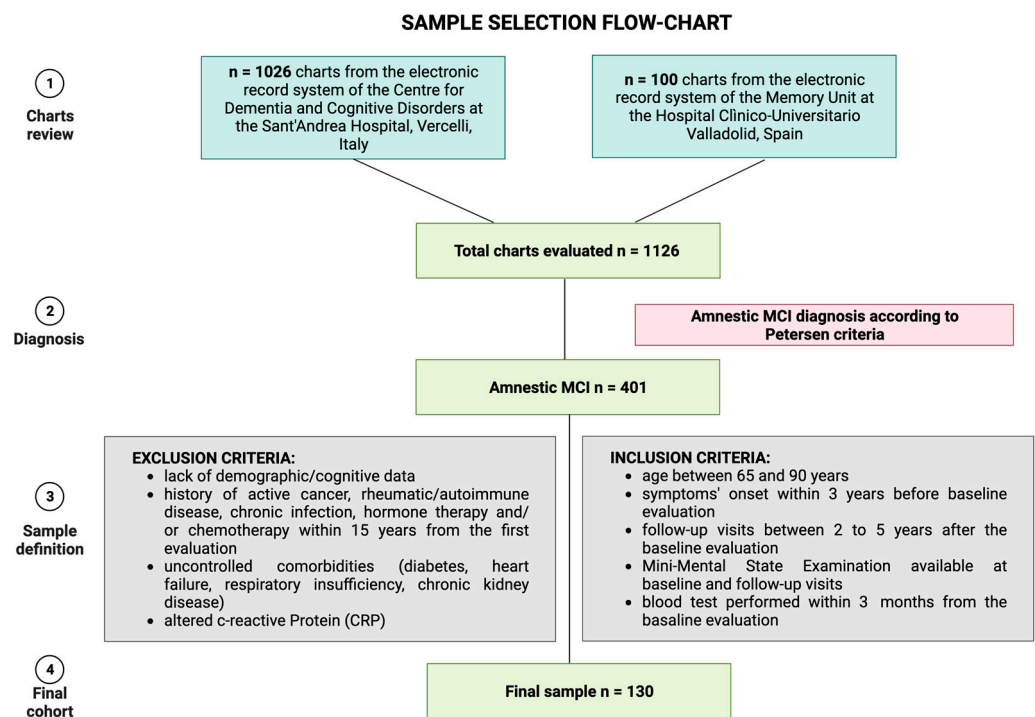 SAMPLE SELECTION FLOW-CHART
1
Charts
review
n = 1026 charts from the electronic
record system of the Centre for
Dementia and Cognitive Disorders at
the Sant'Andrea Hospital, Vercelli,
Italy
n = 100 charts from the electronic
record system of the Memory Unit at
the Hospital Clìnico-Universitario
Valladolid, Spain
Total charts evaluated n = 1126
2
Diagnosis
Amnestic MCI diagnosis according to
Petersen criteria
Amnestic MCI n = 401
3
Sample
definition
EXCLUSION CRITERIA:
• lack of demographic/cognitive data
• history of active cancer, rheumatic/autoimmune
disease, chronic infection, hormone therapy and/
or chemotherapy within 15 years from the first
evaluation
• uncontrolled comorbidities (diabetes, heart
failure, respiratory insufficiency, chronic kidney
disease)
• altered c-reactive Protein (CRP)
INCLUSION CRITERIA:
• age between 65 and 90 years
• symptoms' onset within 3 years before baseline
evaluation
• follow-up visits between 2 to 5 years after the
baseline evaluation
• Mini-Mental State Examination available at
baseline and follow-up visits
• blood test performed within 3 months from the
basaline evaluation
4
Final
cohort
Final sample n = 130